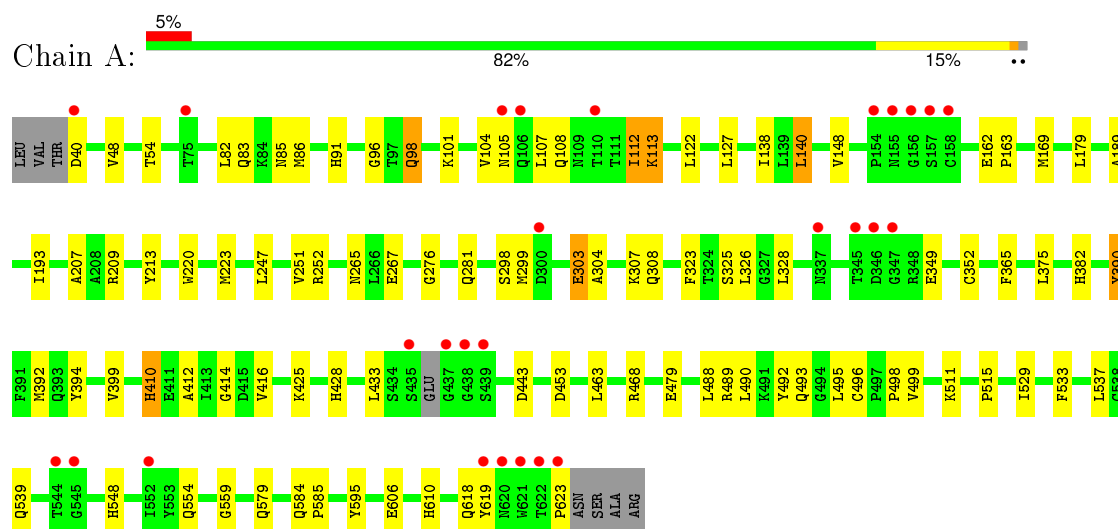 5%
Chain A:
82% 15% ••
LEU VAL THR D40 V48 T54 T75 L82 Q83 K84 N85 M86 H91 G96 T97 Q98 K101 V104 N105 Q106 L107 Q108 N109 T110 T111 I112 K113 L122 L127 I138 L139 L140 V148 P154 N155 G156 S157 C158 E162 P163 M169 L179
I193 A207 A208 R209 Y213 W220 M223 L247 V251 R252 N265 L266 E267 G276 Q281 S298 M299 D300 E303 A304 K307 Q308 F323 T324 S325 L326 G327 L328 N337 T345 D346 G347 R348 E349 C352 F365 L375 H382
F391 M392 Q393 Y394 V399 H410 E411 A412 I413 G414 D415 V416 K425 H428 L433 S434 S435 GLU G437 G438 S439 D443 D453 L463 R468 E479 L488 R489 L490 K491 Y492 Q493 G494 L495 C496 P497 P498 V499 K511 P515 I529 F533 L537
Q539 T544 G545 H548 I552 Y553 Q554 G559 Q579 Q584 P585 Y595 E606 H610 Q618 Y619 N620 W621 T622 P623 ASN SER ALA ARG